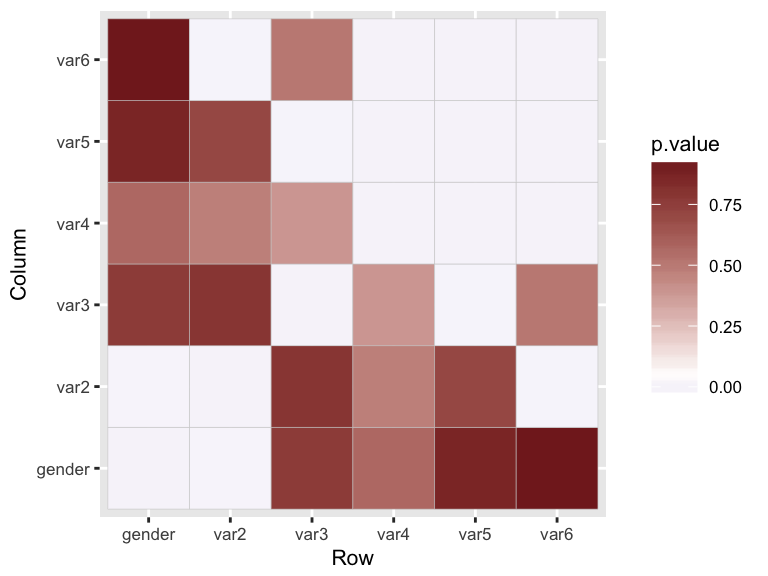 var6
var5
var4
var3
var2
gender
Column
gender var2 var3 var4 var5 var6
Row
p.value
0.75
0.50
0.25
0.00